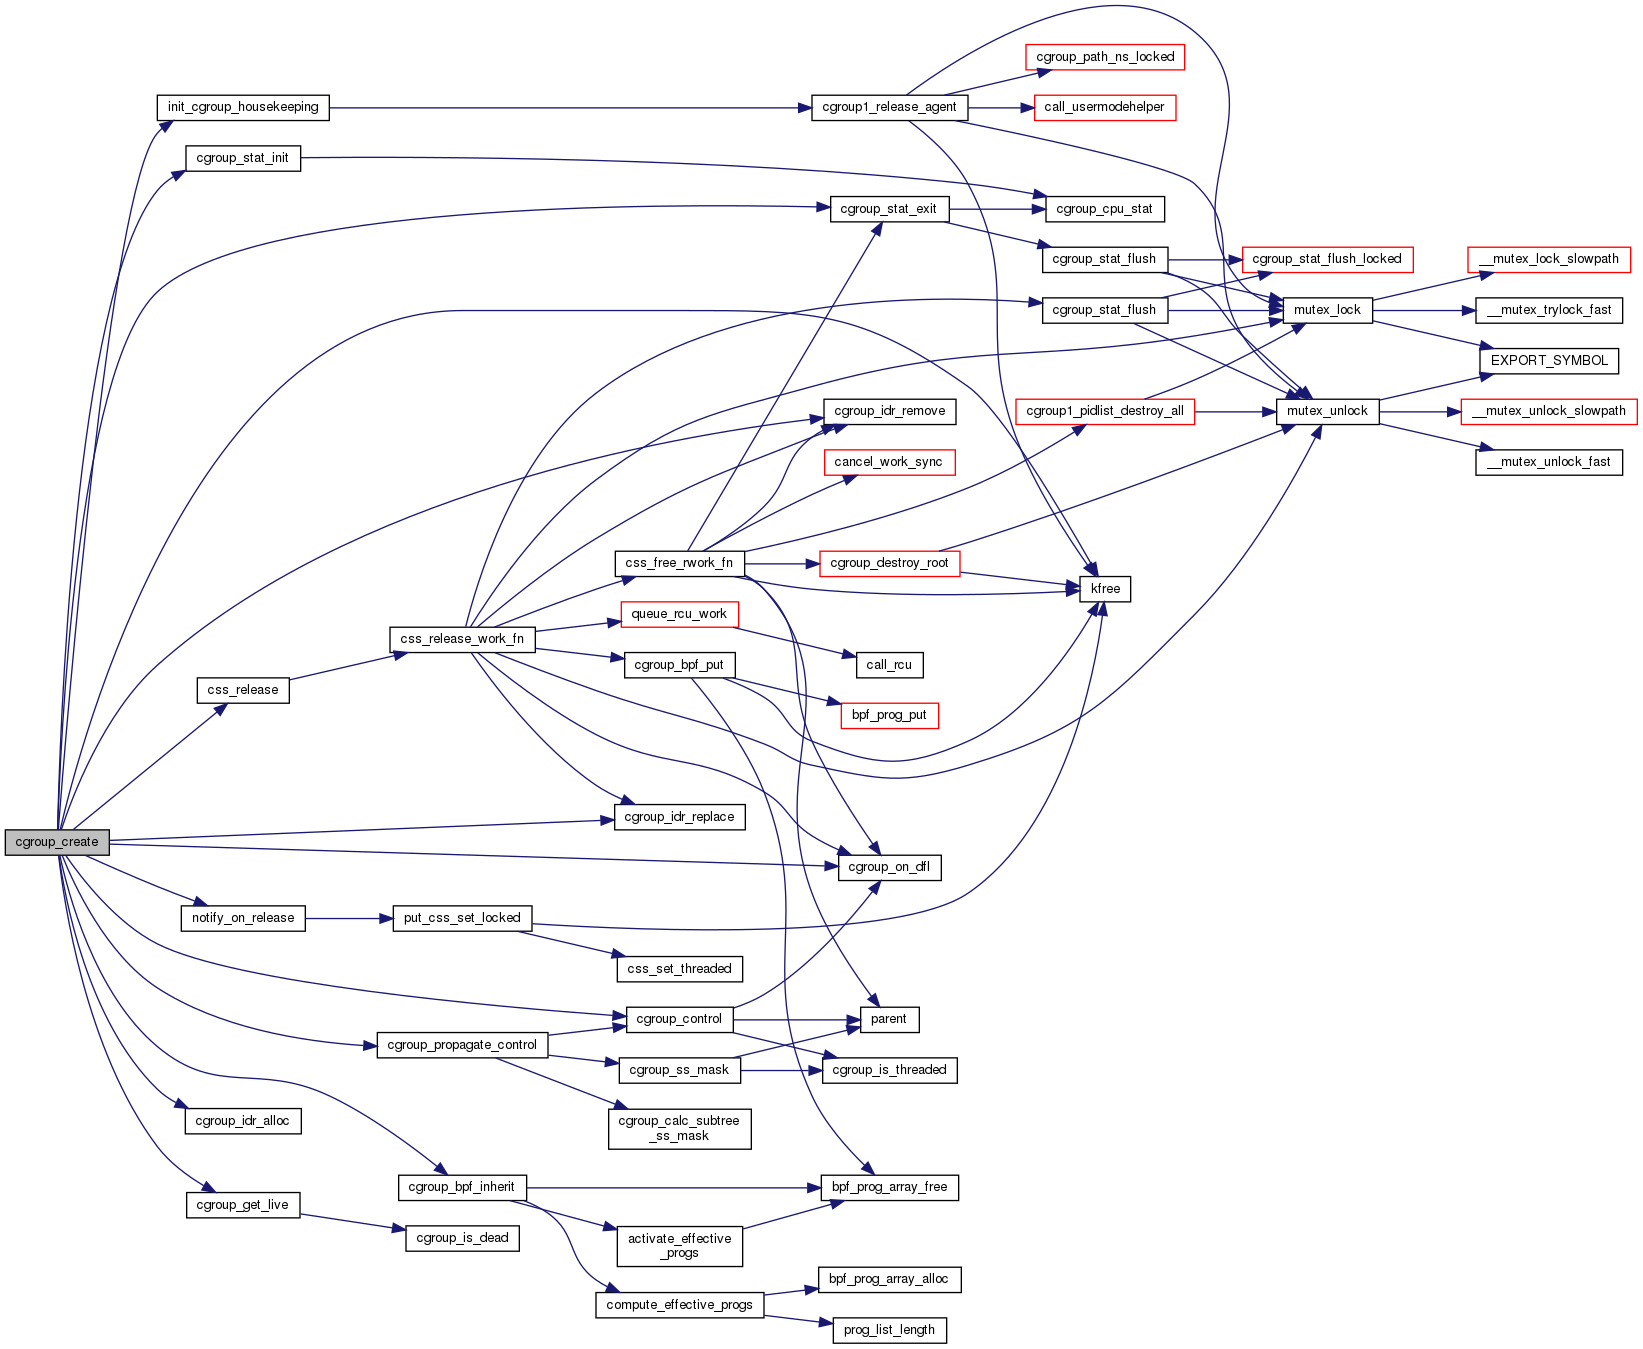 cgroup_path_ns_locked
init_cgroup_housekeeping
cgroup1_release_agent
call_usermodehelper
cgroup_stat_init
cgroup_stat_exit
cgroup_cpu_stat
cgroup_stat_flush
cgroup_stat_flush_locked
__mutex_lock_slowpath
cgroup_stat_flush
mutex_lock
__mutex_trylock_fast
EXPORT_SYMBOL
cgroup_idr_remove
cgroup1_pidlist_destroy_all
mutex_unlock
__mutex_unlock_slowpath
cancel_work_sync
__mutex_unlock_fast
css_free_rwork_fn
cgroup_destroy_root
kfree
queue_rcu_work
css_release_work_fn
cgroup_bpf_put
call_rcu
css_release
bpf_prog_put
cgroup_idr_replace
cgroup_create
cgroup_on_dfl
notify_on_release
put_css_set_locked
css_set_threaded
cgroup_control
parent
cgroup_propagate_control
cgroup_ss_mask
cgroup_is_threaded
cgroup_idr_alloc
cgroup_calc_subtree
_ss_mask
cgroup_bpf_inherit
bpf_prog_array_free
cgroup_get_live
cgroup_is_dead
activate_effective
_progs
bpf_prog_array_alloc
compute_effective_progs
prog_list_length